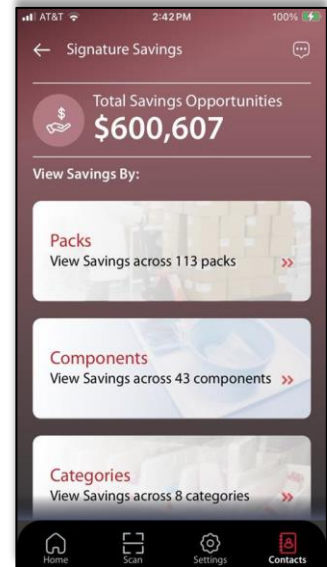 AT&T 2:42 PM 100%
← Signature Savings
Total Savings Opportunities
$600,607
View Savings By:
Packs
View Savings across 113 packs »
Components
View Savings across 43 components »
Categories
View Savings across 8 categories »
Home Scan Settings Contacts